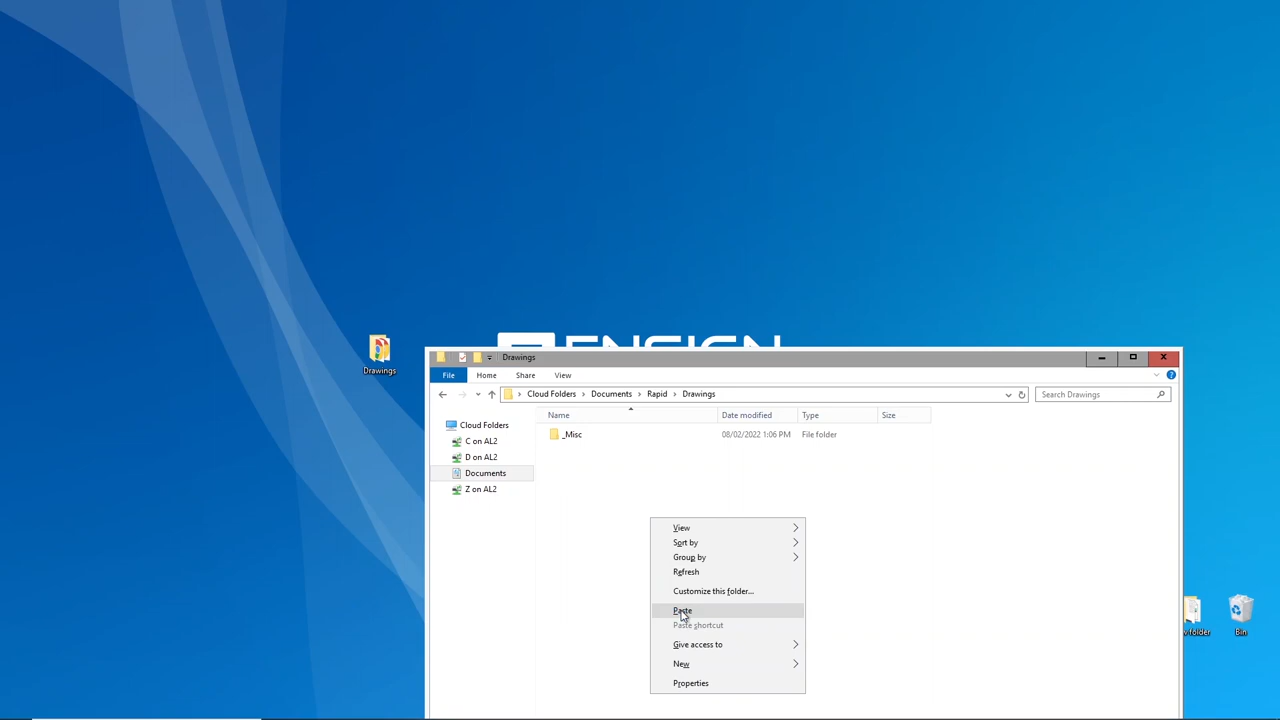 ENSIGN
Drawings
Drawings
File
Home
Share
View
Cloud Folders
Documents
Rapid
Drawings
Search Drawings
Name
Date modified
Type
Size
Cloud Folders
C on AL2
D on AL2
Documents
Z on AL2
_Misc
08/02/2022 1:06 PM
File folder
View
Sort by
Group by
Refresh
Customize this folder...
Paste
Paste shortcut
Give access to
New
Properties
folder
Bin